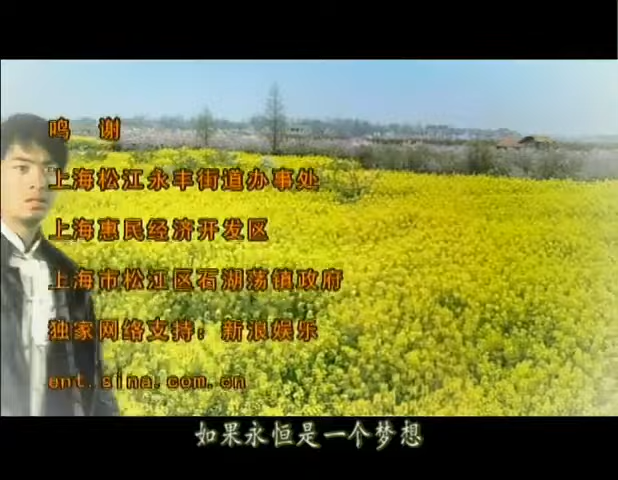 鸣 谢
上海松江永丰街道办事处
上海惠民经济开发区
上海市松江区石湖荡镇政府
独家网络支持：新浪娱乐
ent.sina.com.cn
如果永恒是一个梦想